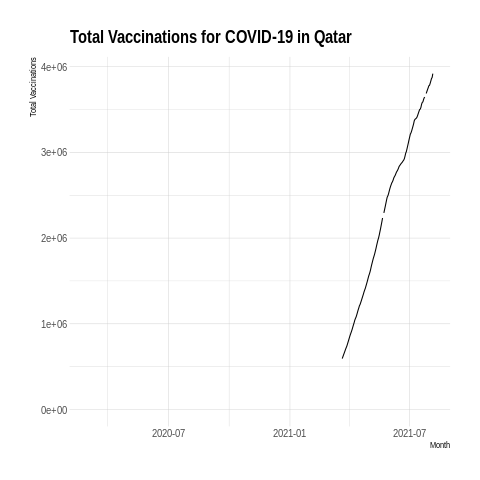 Total Vaccinations for COVID-19 in Qatar
Total Vaccinations
4e+06
3e+06
2e+06
1e+06
0e+00
2020-07 2021-01 2021-07
Month